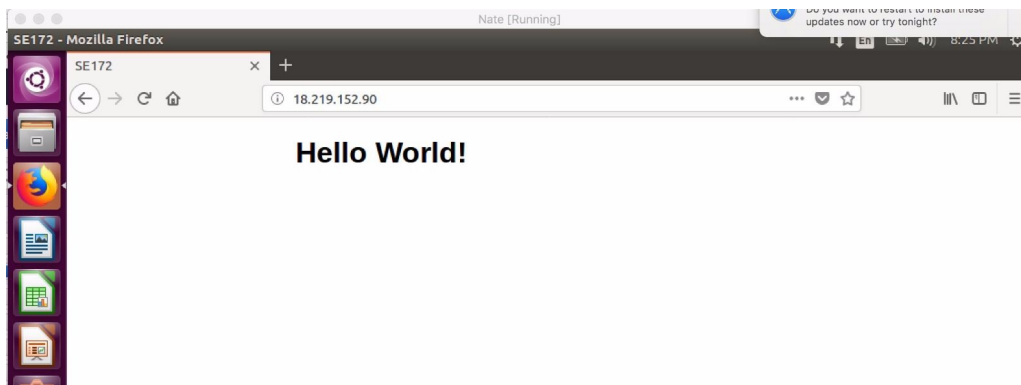 Nate [Running]
Do you want to restart to install these
updates now or try tonight?
SE172 - Mozilla Firefox
En
8:25 PM
SE172
18.219.152.90
Hello World!